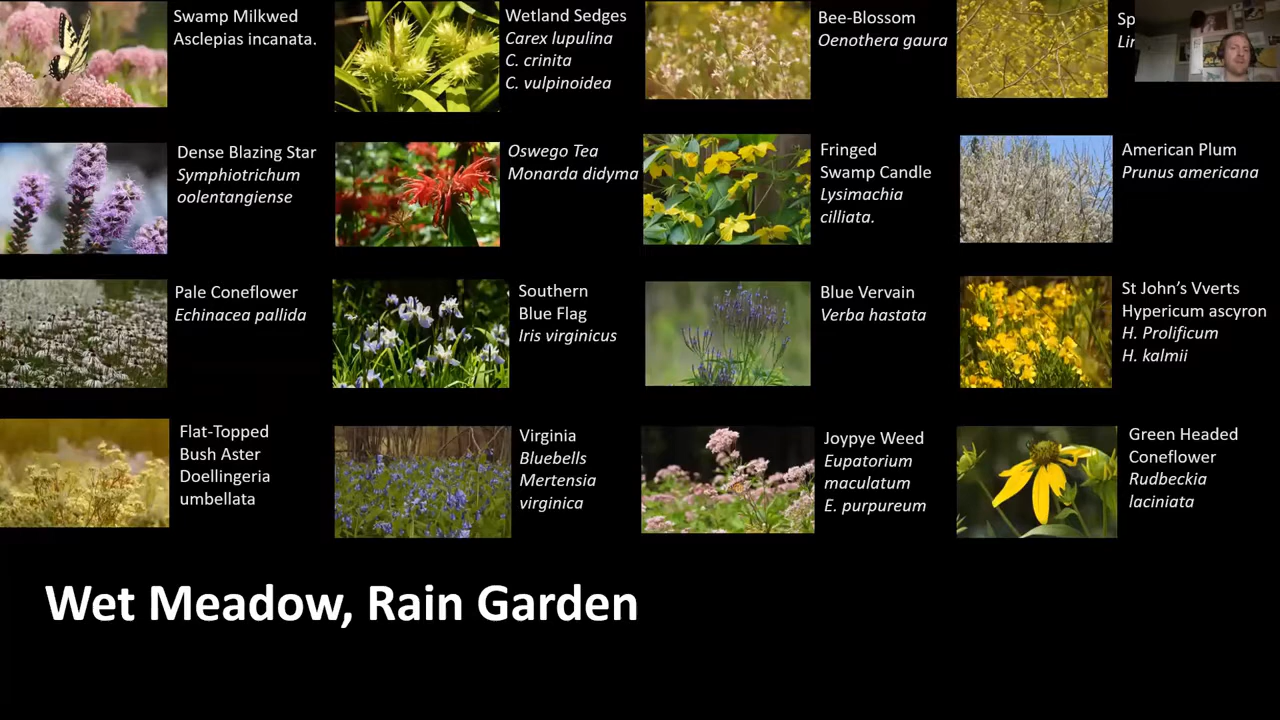 Swamp Milkwed
Asclepias incanata.
Wetland Sedges
Carex lupulina
C. crinita
C. vulpinoidea
Bee-Blossom
Oenothera gaura
Sp
Dense Blazing Star
Symphiotrichum
oolentangiense
Oswego Tea
Monarda didyma
Fringed
Swamp Candle
Lysimachia
cilliata.
American Plum
Prunus americana
Pale Coneflower
Echinacea pallida
Southern
Blue Flag
Iris virginicus
Blue Vervain
Verba hastata
St John’s Vverts
Hypericum ascyron
H. Prolificum
H. kalmii
Flat-Topped
Bush Aster
Doellingeria
umbellata
Virginia
Bluebells
Mertensia
virginica
Joypye Weed
Eupatorium
maculatum
E. purpureum
Green Headed
Coneflower
Rudbeckia
laciniata
Wet Meadow, Rain Garden